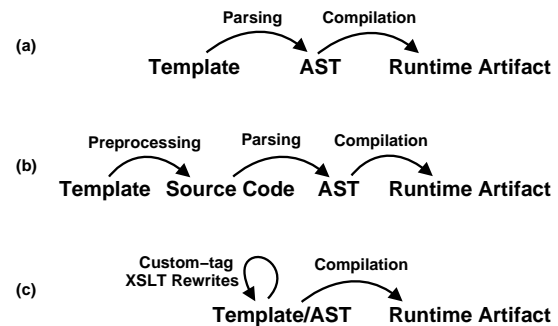 Parsing Compilation
(a)
Template AST Runtime Artifact
Preprocessing Parsing Compilation
(b)
Template Source Code AST Runtime Artifact
Custom−tag
XSLT Rewrites Compilation
(c)
Template/AST Runtime Artifact